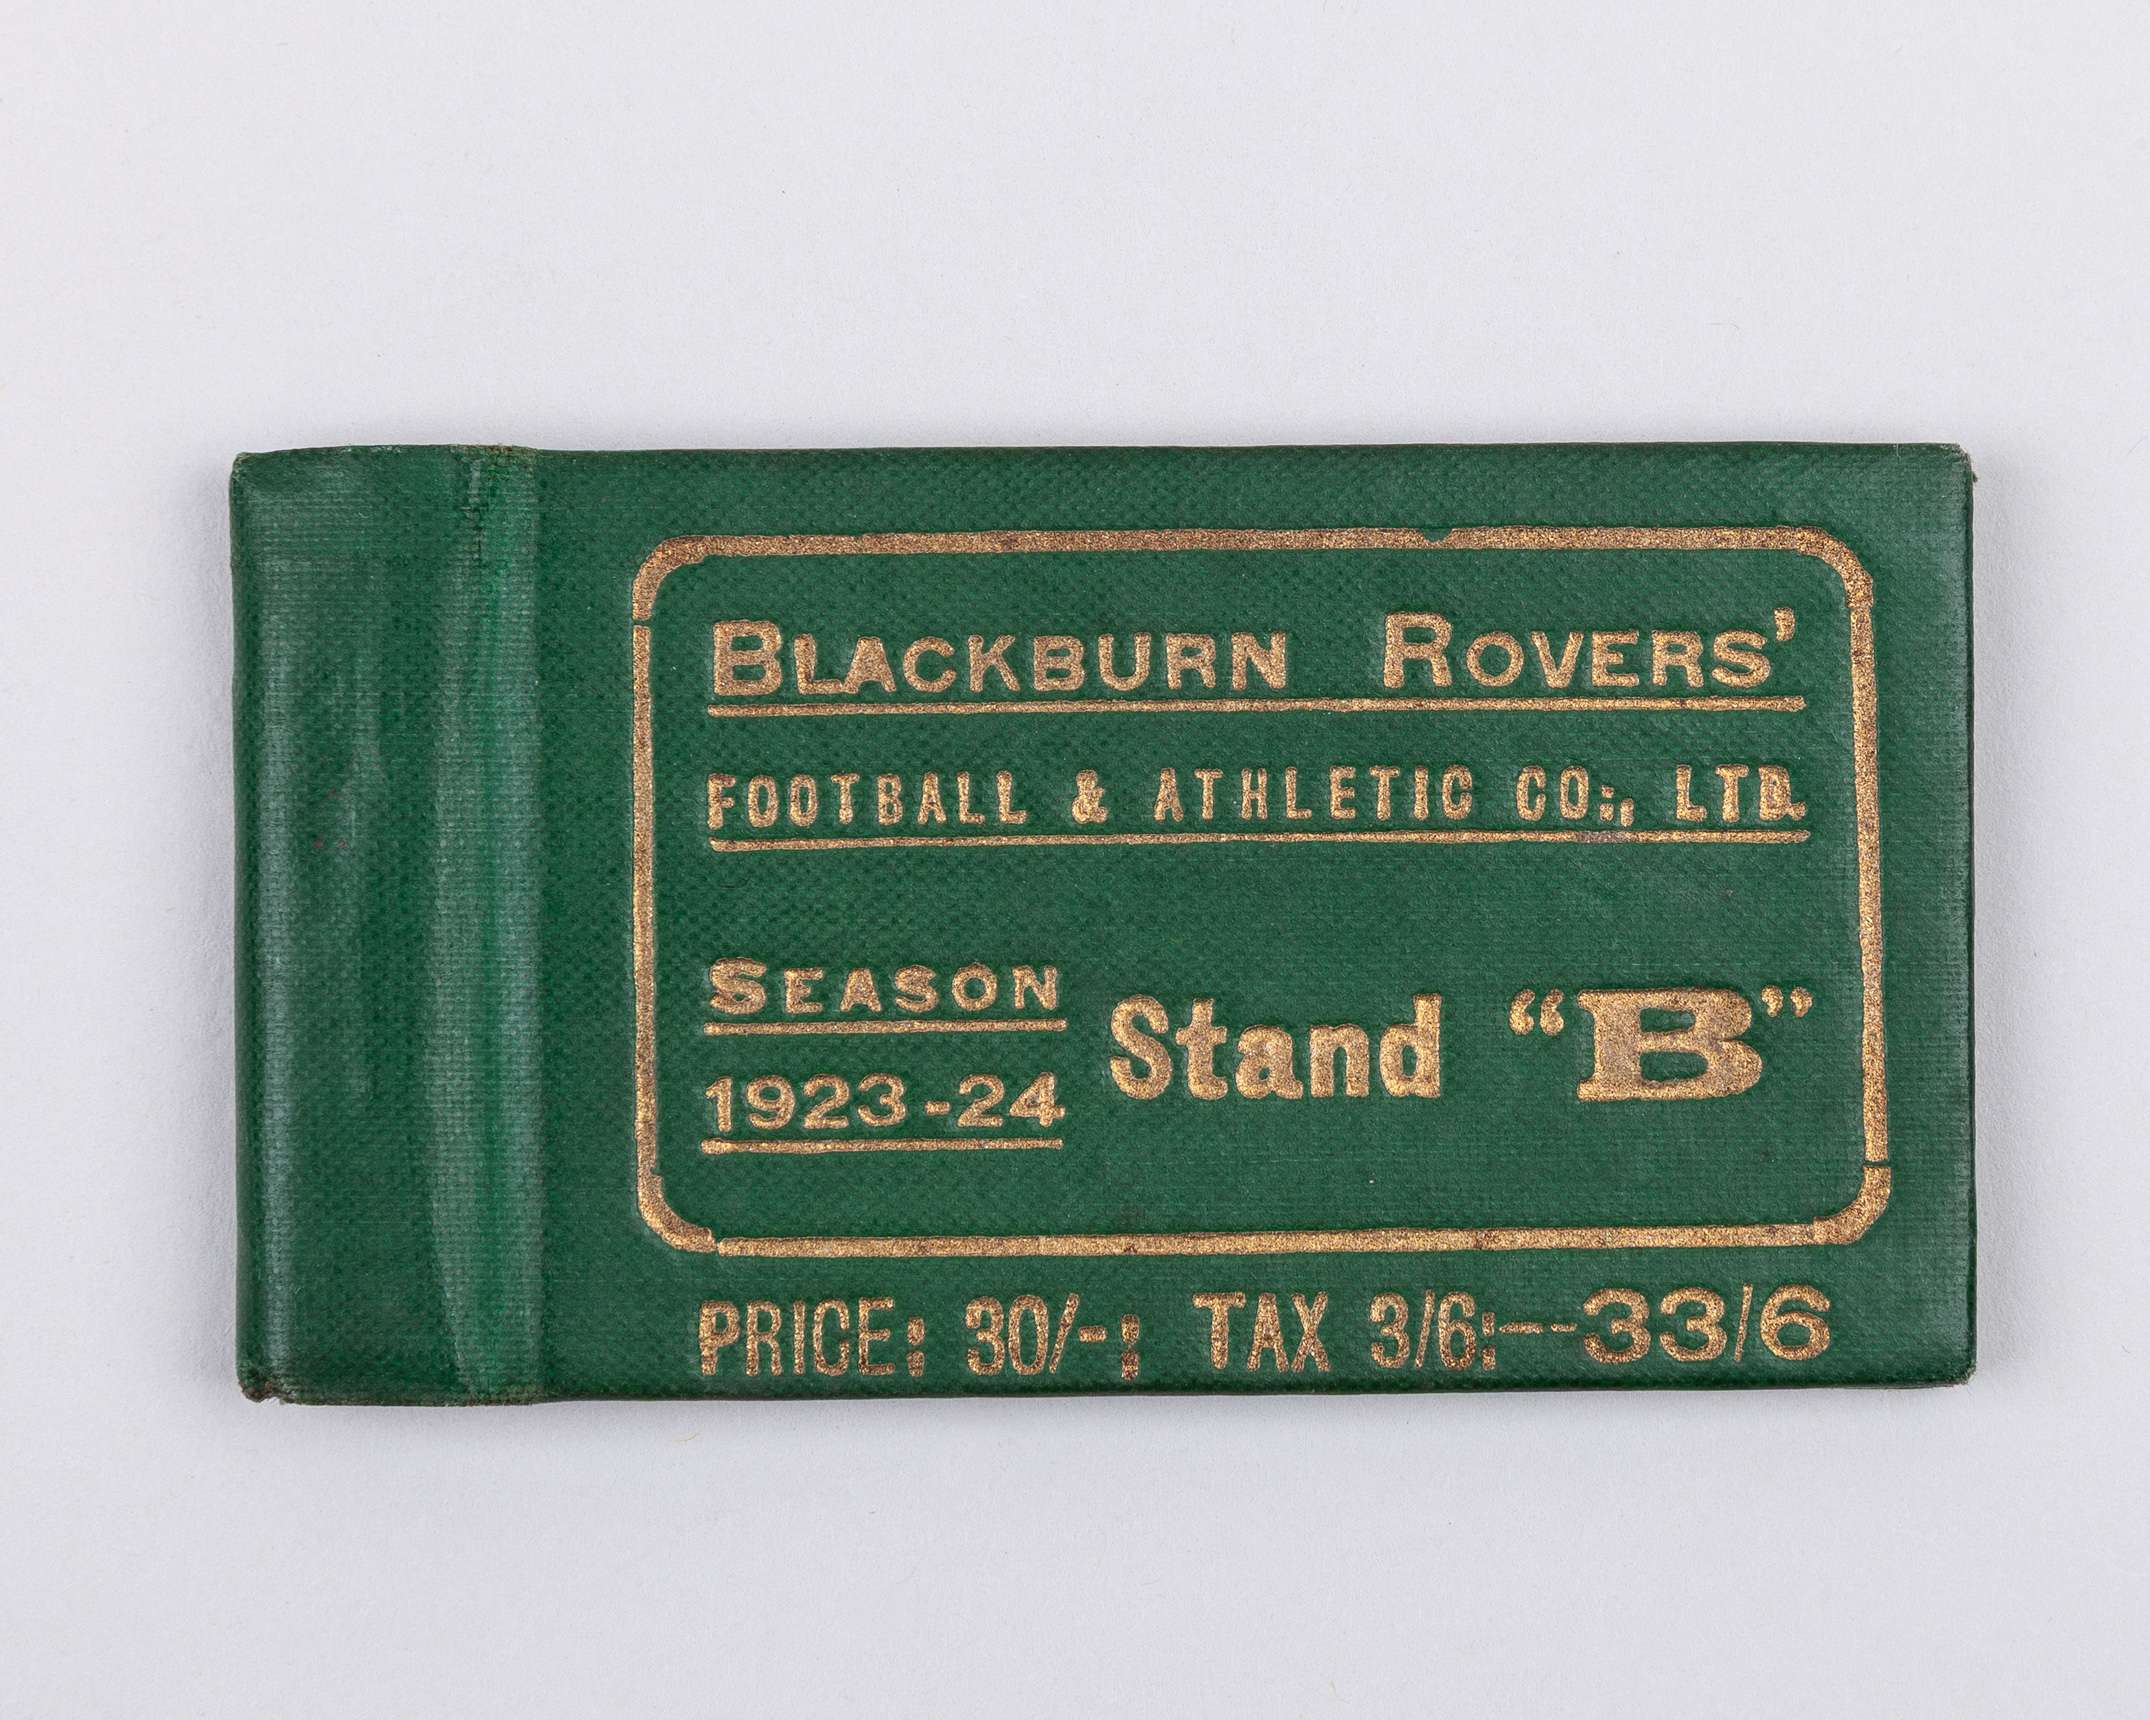 BLACKBURN ROVERS'
FOOTBALL & ATHLETIC CO:, LTD.
SEASON
1923-24
Stand "B"
PRICE: 30/-; TAX 3/6:--33/6